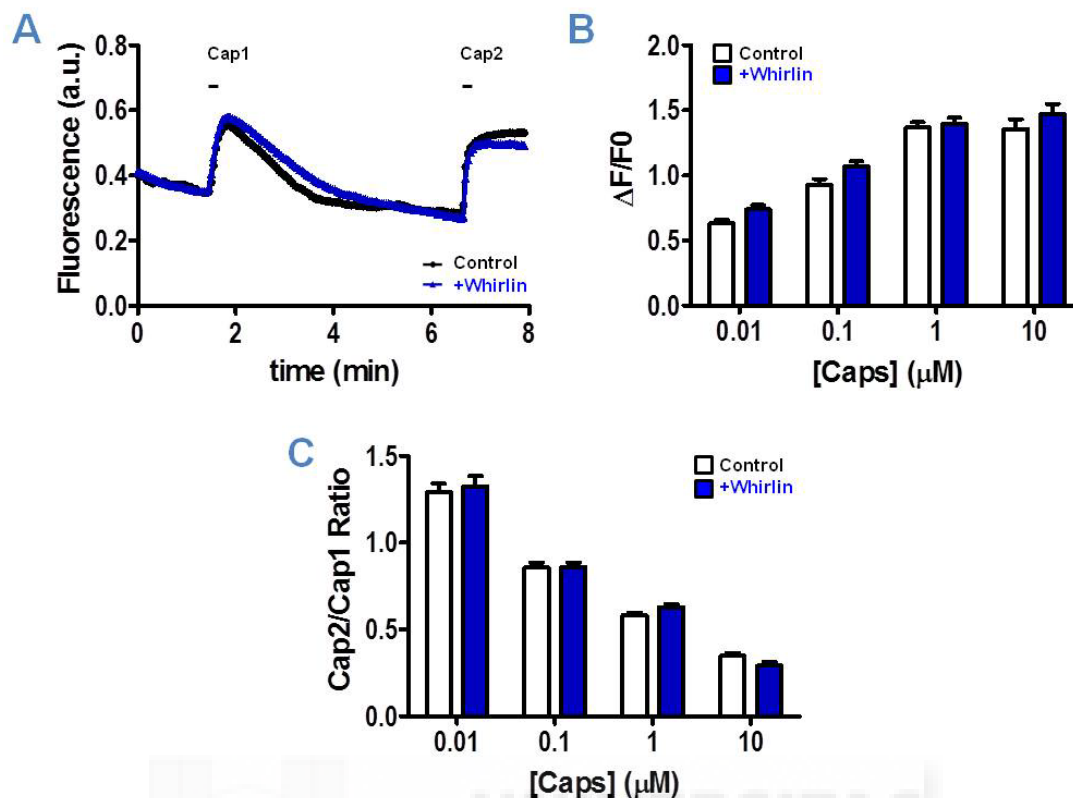 A
Fluorescence (a.u.)
0.8
0.6
0.4
0.2
0.0
Cap1
Cap2
Control
+Whirlin
0 2 4 6 8
time (min)
B
ΔF/F0
2.0
1.5
1.0
0.5
0.0
Control
+Whirlin
0.01 0.1 1 10
[Caps] (μM)
C
Cap2/Cap1 Ratio
1.5
1.0
0.5
0.0
Control
+Whirlin
0.01 0.1 1 10
[Caps] (μM)